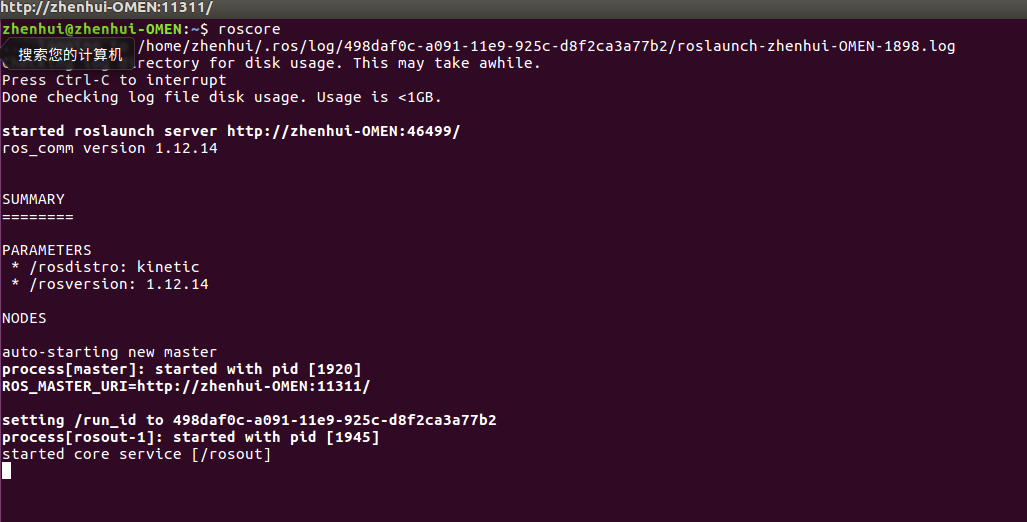 http://zhenhui-OMEN:11311/
zhenhui@zhenhui-OMEN:~$ roscore
/home/zhenhui/.ros/log/498daf0c-a091-11e9-925c-d8f2ca3a77b2/roslaunch-zhenhui-OMEN-1898.log
搜索您的计算机
directory for disk usage. This may take awhile.
Press Ctrl-C to interrupt
Done checking log file disk usage. Usage is <1GB.
started roslaunch server http://zhenhui-OMEN:46499/
ros_comm version 1.12.14
SUMMARY
========
PARAMETERS
* /rosdistro: kinetic
* /rosversion: 1.12.14
NODES
auto-starting new master
process[master]: started with pid [1920]
ROS_MASTER_URI=http://zhenhui-OMEN:11311/
setting /run_id to 498daf0c-a091-11e9-925c-d8f2ca3a77b2
process[rosout-1]: started with pid [1945]
started core service [/rosout]